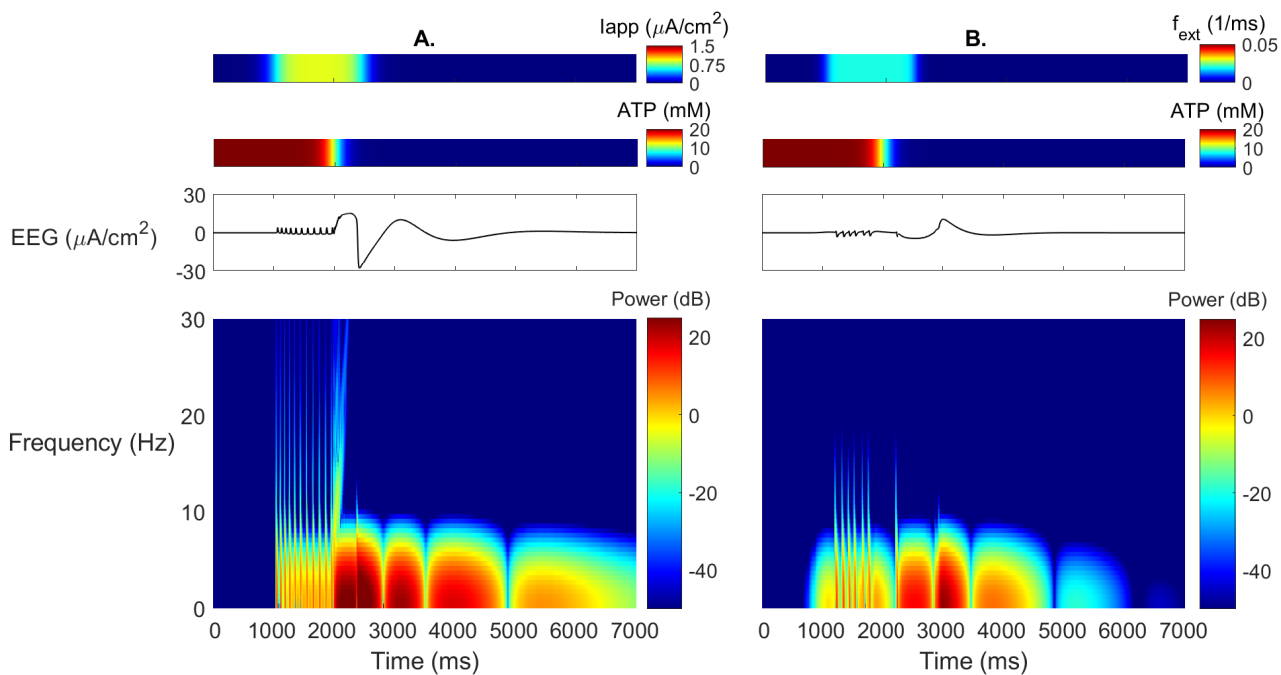 A.
Iapp (μA/cm2)
1.5
0.75
0
B.
fext (1/ms)
0.05
0
ATP (mM)
20
10
0
ATP (mM)
20
10
0
EEG (μA/cm2)
30
0
-30
Power (dB)
20
0
-20
-40
Power (dB)
20
0
-20
-40
Frequency (Hz)
30
20
10
0
0 1000 2000 3000 4000 5000 6000 7000
Time (ms)
0 1000 2000 3000 4000 5000 6000 7000
Time (ms)